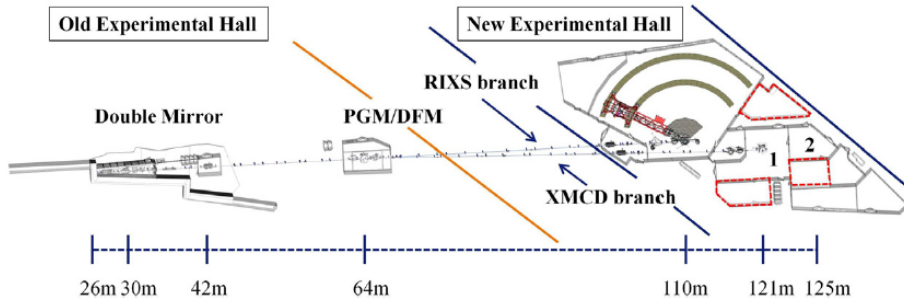 Old Experimental Hall
New Experimental Hall
RIXS branch
Double Mirror
PGM/DFM
2
1
XMCD branch
26m 30m 42m 64m 110m 121m 125m